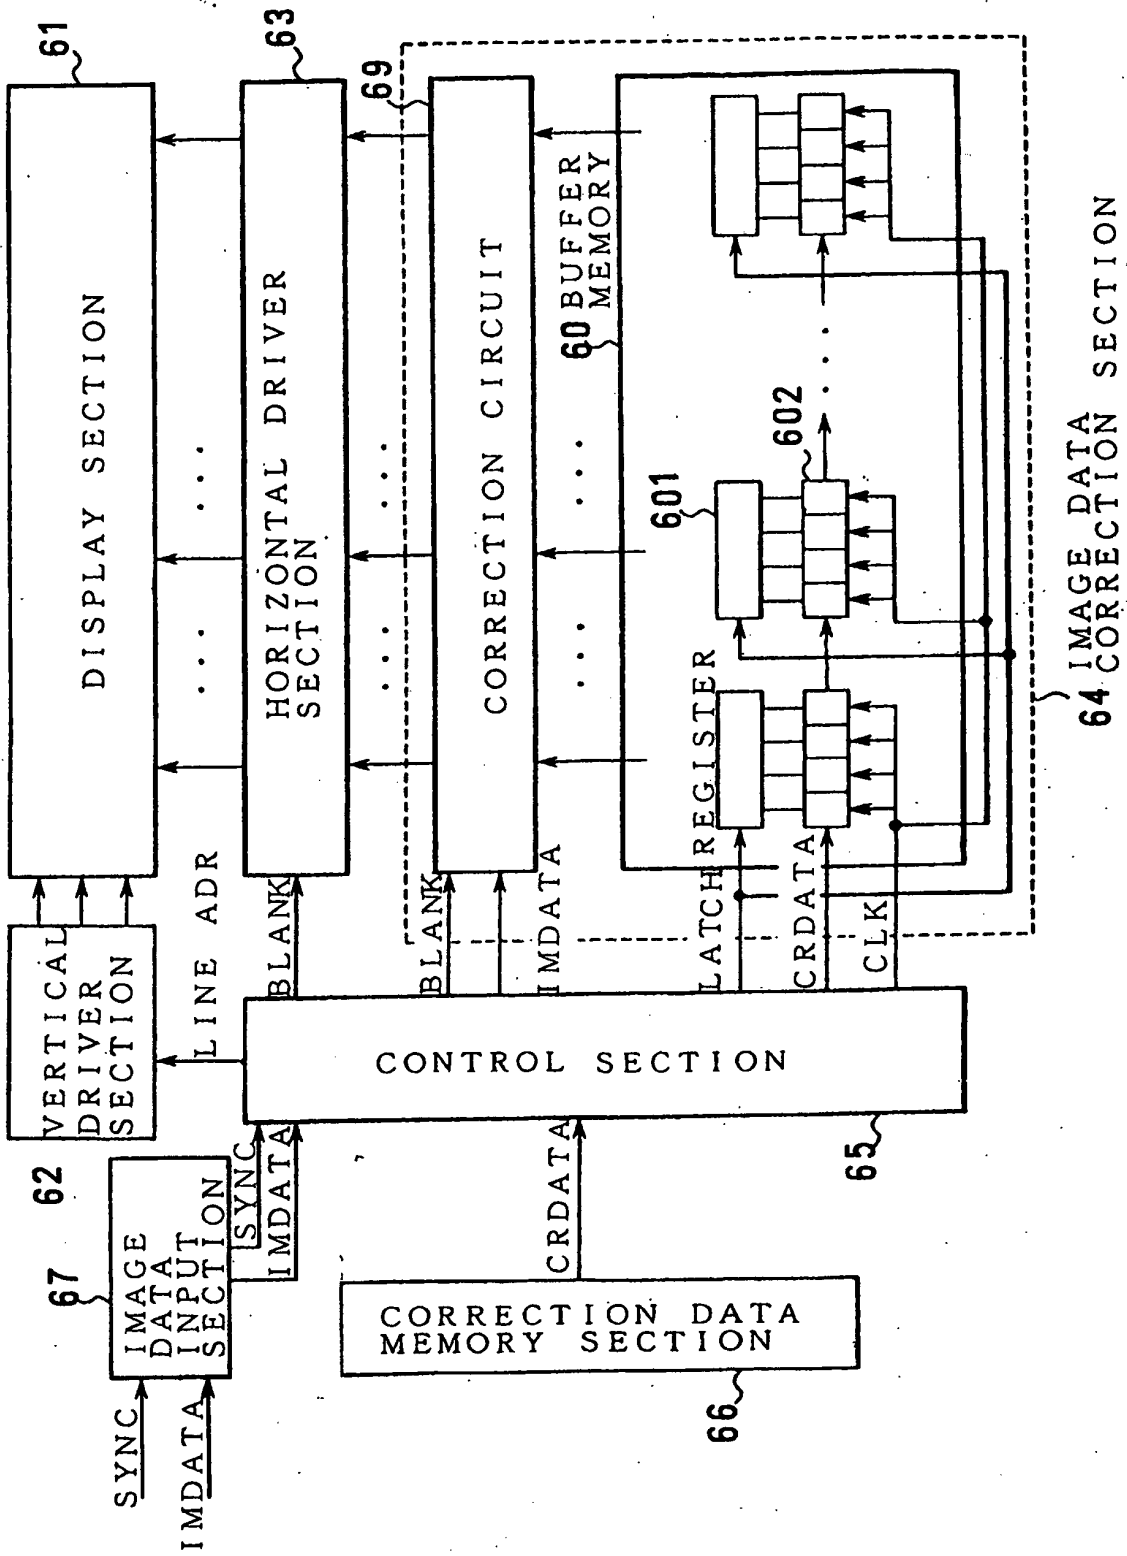 61
DISPLAY SECTION
VERTICAL
DRIVER
SECTION
62
LINE ADR
63
HORIZONTAL DRIVER
SECTION
BLANK
69
CORRECTION CIRCUIT
BLANK
IMDATA
60 BUFFER
MEMORY
601
602
LATCH REGISTER
CRDATA
CLK
64 IMAGE DATA
CORRECTION SECTION
CONTROL SECTION
65
67
IMAGE
DATA
INPUT
SECTION
SYNC
IMDATA
SYNC
IMDATA
CRDATA
CORRECTION DATA
MEMORY SECTION
66